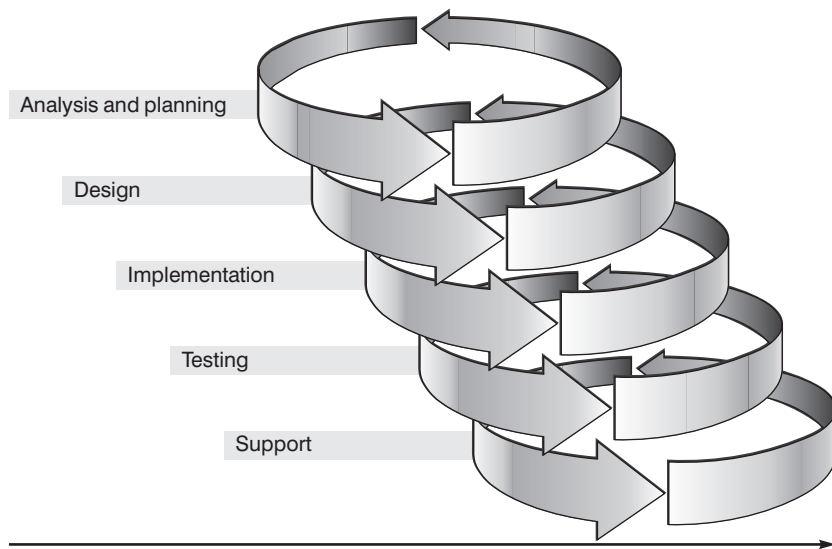 Analysis and planning
Design
Implementation
Testing
Support